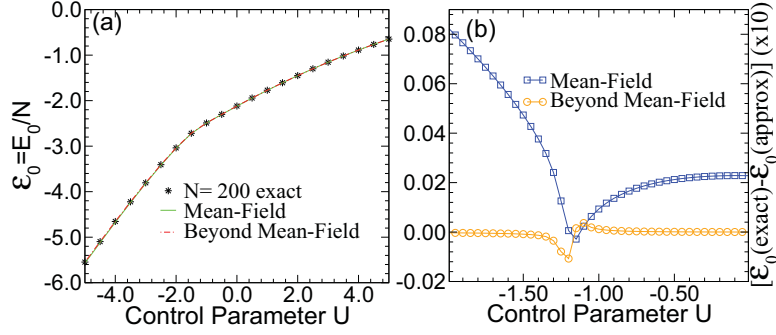 (a)
-1.0
-2.0
-3.0
-4.0
-5.0
-6.0
ε₀=E₀/N
N= 200 exact
Mean-Field
Beyond Mean-Field
-4.0 -2.0 0.0 2.0 4.0
Control Parameter U
(b)
0.08
0.06
0.04
0.02
0.00
-0.02
Mean-Field
Beyond Mean-Field
-1.50 -1.00 -0.50
Control Parameter U
[ε₀(exact)-ε₀(approx)] (x10)